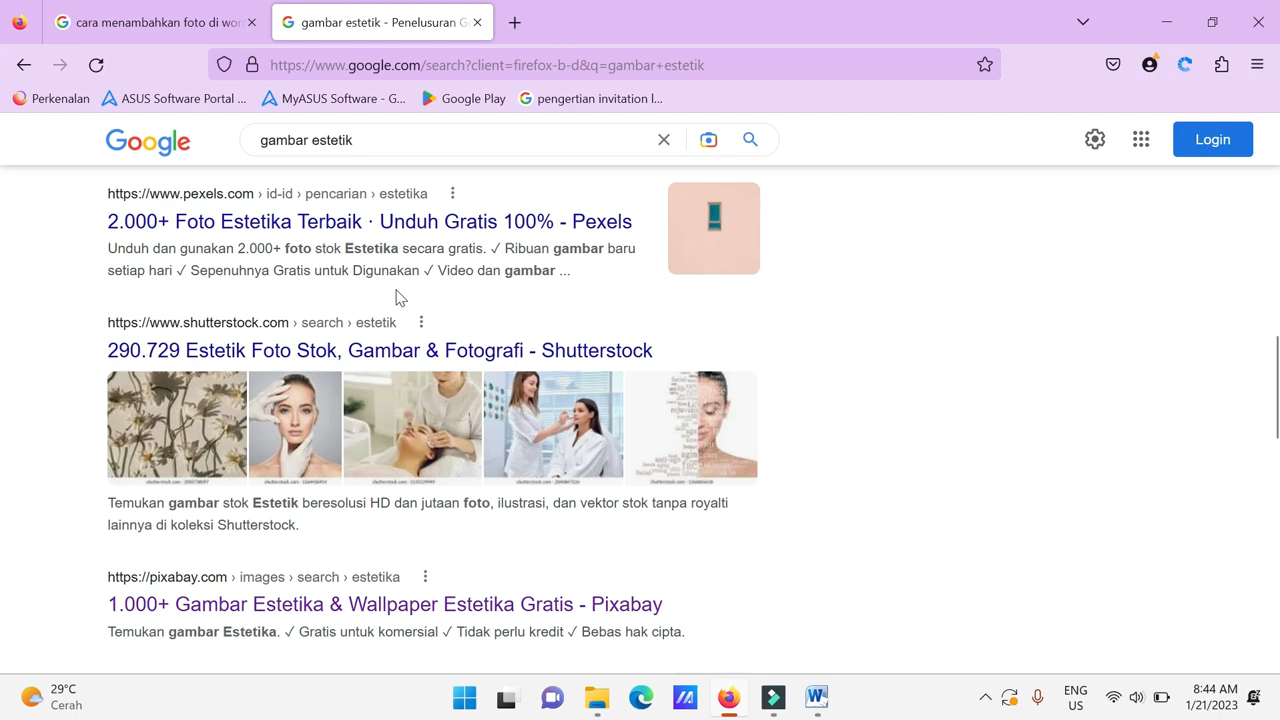 cara menambahkan foto di wor
gambar estetik - Penelusuran G
https://www.google.com/search?client=firefox-b-d&q=gambar+estetik
Perkenalan
ASUS Software Portal ...
MyASUS Software - G...
Google Play
pengertian invitation l...
Google
gambar estetik
Login
https://www.pexels.com › id-id › pencarian › estetika
2.000+ Foto Estetika Terbaik · Unduh Gratis 100% - Pexels
Unduh dan gunakan 2.000+ foto stok Estetika secara gratis. ✓ Ribuan gambar baru
setiap hari ✓ Sepenuhnya Gratis untuk Digunakan ✓ Video dan gambar ...
https://www.shutterstock.com › search › estetik
290.729 Estetik Foto Stok, Gambar & Fotografi - Shutterstock
Temukan gambar stok Estetik beresolusi HD dan jutaan foto, ilustrasi, dan vektor stok tanpa royalti
lainnya di koleksi Shutterstock.
https://pixabay.com › images › search › estetika
1.000+ Gambar Estetika & Wallpaper Estetika Gratis - Pixabay
Temukan gambar Estetika. ✓ Gratis untuk komersial ✓ Tidak perlu kredit ✓ Bebas hak cipta.
29°C
Cerah
ENG
US
8:44 AM
1/21/2023